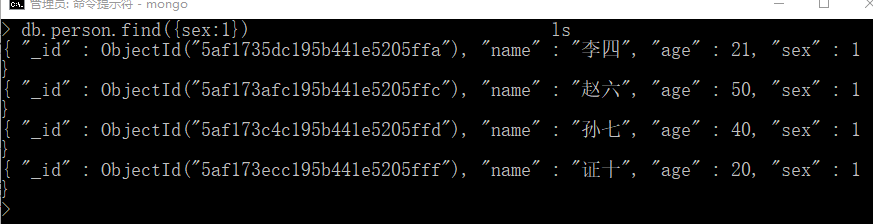 管理员: 命令提示符 - mongo
> db.person.find({sex:1})                              ls
{ "_id" : ObjectId("5af1735dc195b441e5205ffa"), "name" : "李四", "age" : 21, "sex" : 1
}
{ "_id" : ObjectId("5af173afc195b441e5205ffc"), "name" : "赵六", "age" : 50, "sex" : 1
}
{ "_id" : ObjectId("5af173c4c195b441e5205ffd"), "name" : "孙七", "age" : 40, "sex" : 1
}
{ "_id" : ObjectId("5af173ecc195b441e5205fff"), "name" : "证十", "age" : 20, "sex" : 1
}
>